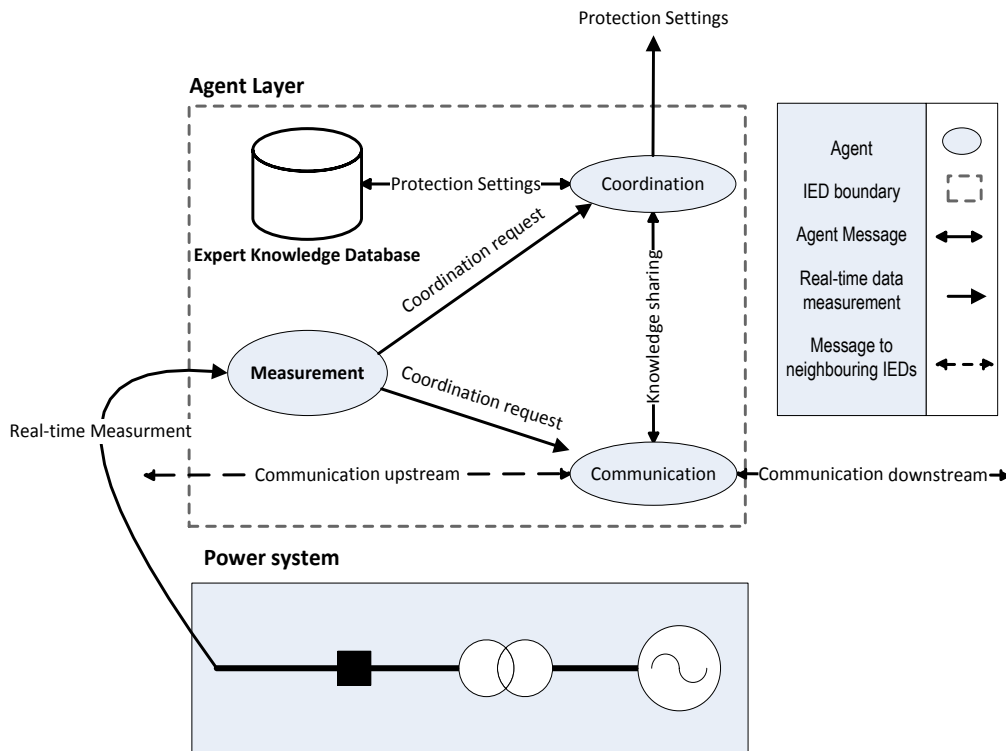 Protection Settings
Agent Layer
Protection Settings
Coordination
Expert Knowledge Database
Coordination request
Knowledge sharing
Measurement
Coordination request
Real-time Measurment
Communication upstream
Communication
Communication downstream
Power system
Agent
IED boundary
Agent Message
Real-time data
measurement
Message to
neighbouring IEDs